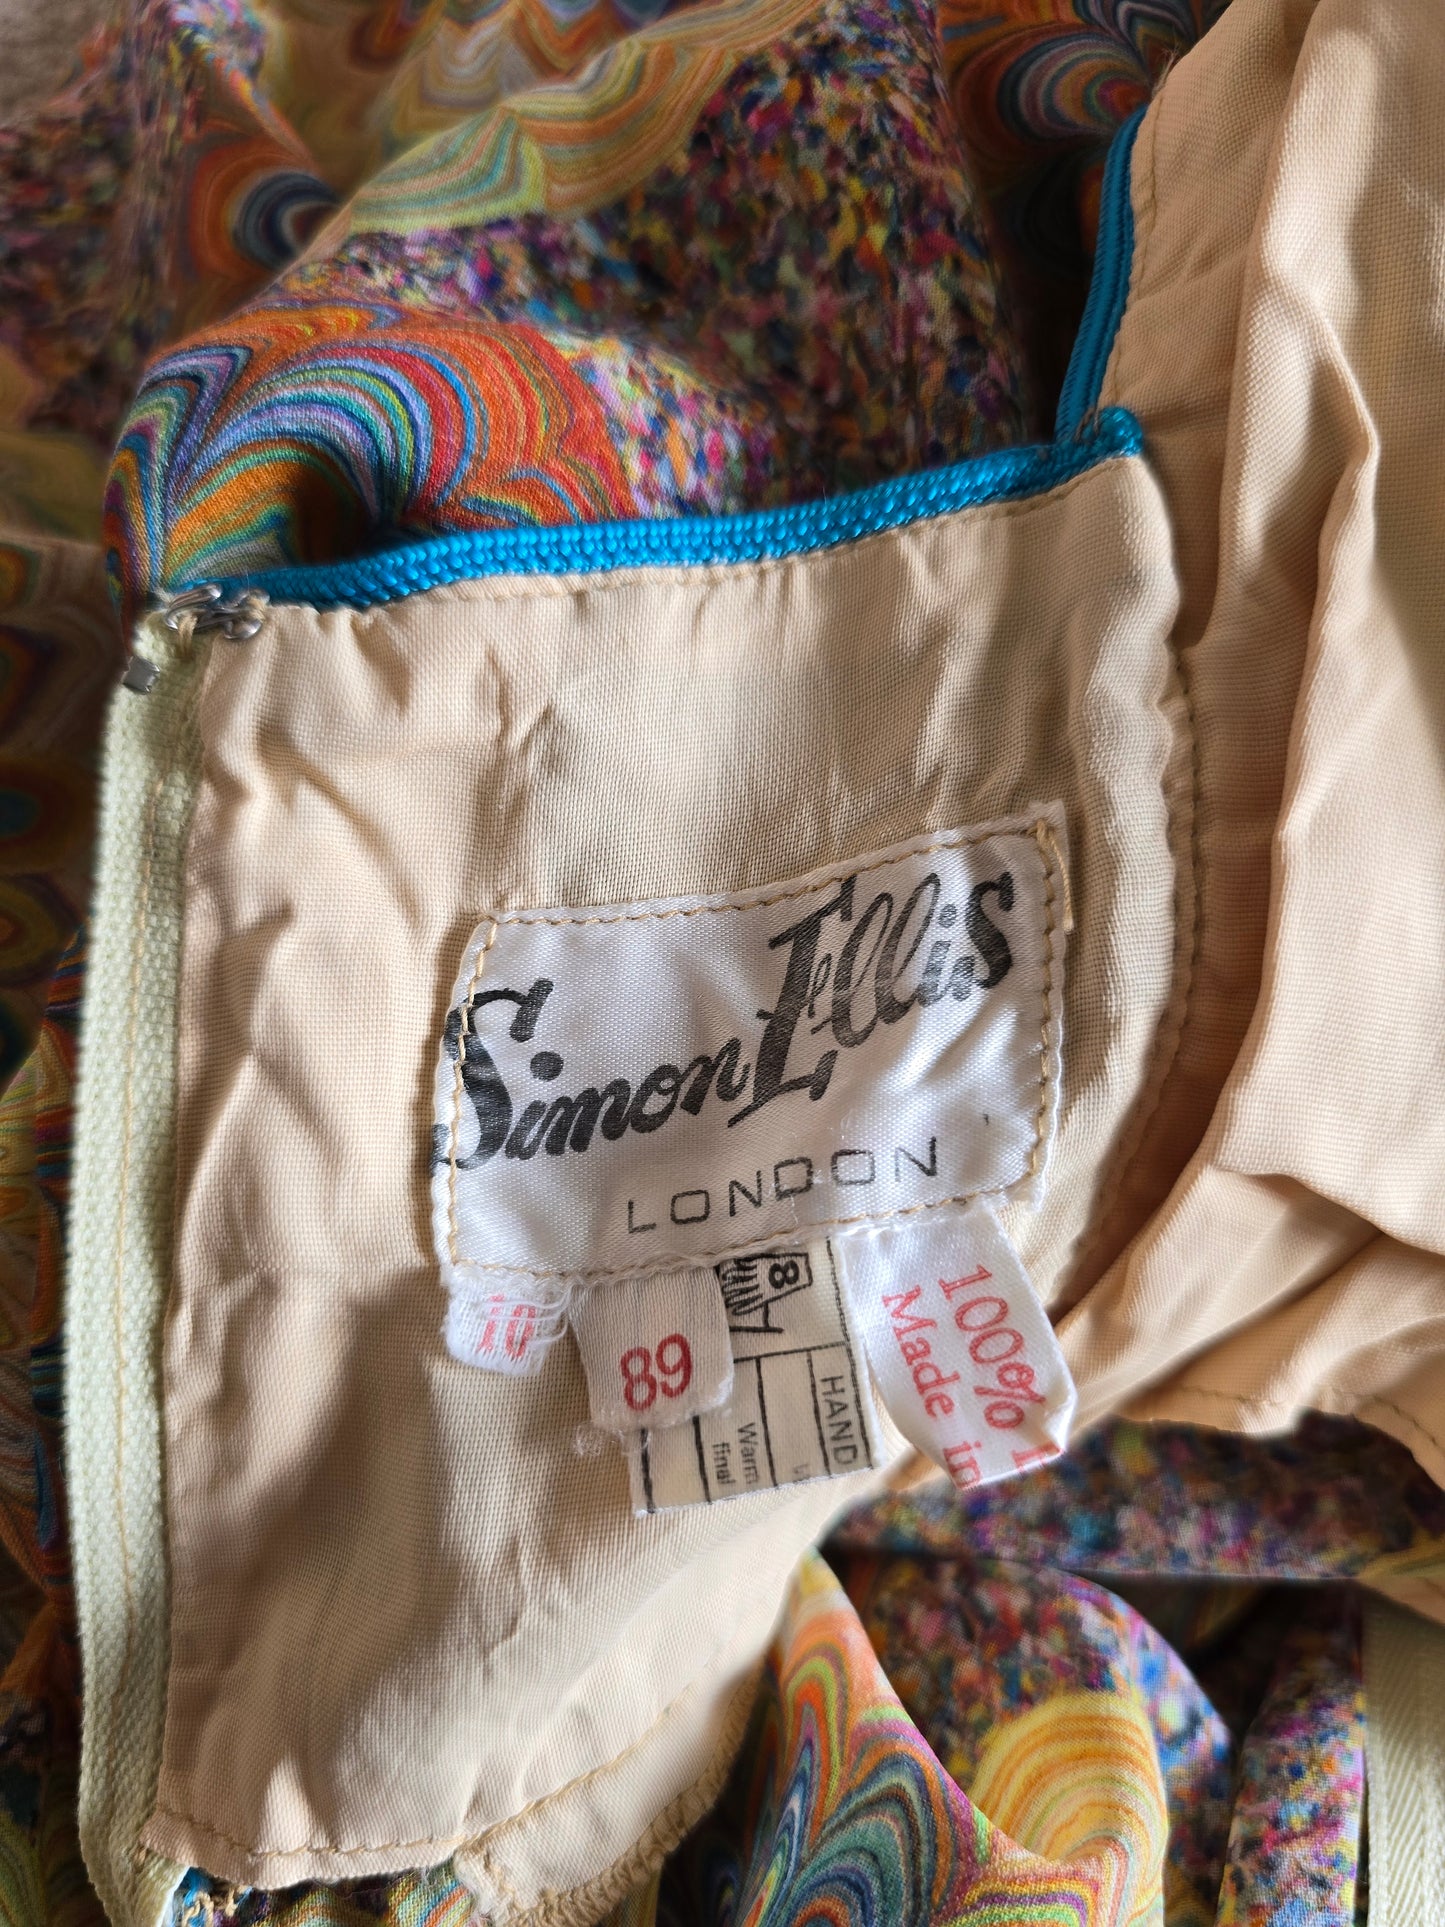 Simon Ellis
LONDON
10
89
8
HAND
Warm
final
100%
Made in